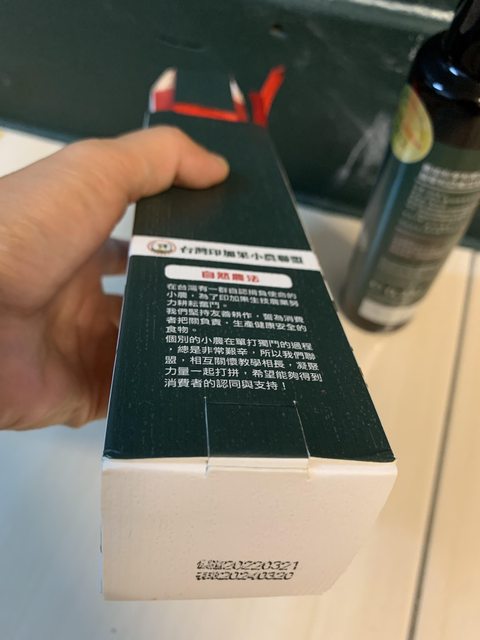 台灣印加果小農聯盟
自然農法
在台灣有一群自認揹負使命的
小農，為了印加果生技農業努
力耕耘奮鬥。
我們堅持友善耕作，誓為消費
者把關負責，生產健康安全的
食物。
個別的小農在單打獨鬥的過程
，總是非常艱辛，所以我們聯
盟，相互關懷教學相長，凝聚
力量一起打拼，希望能夠得到
消費者的認同與支持！
20220321
20240320